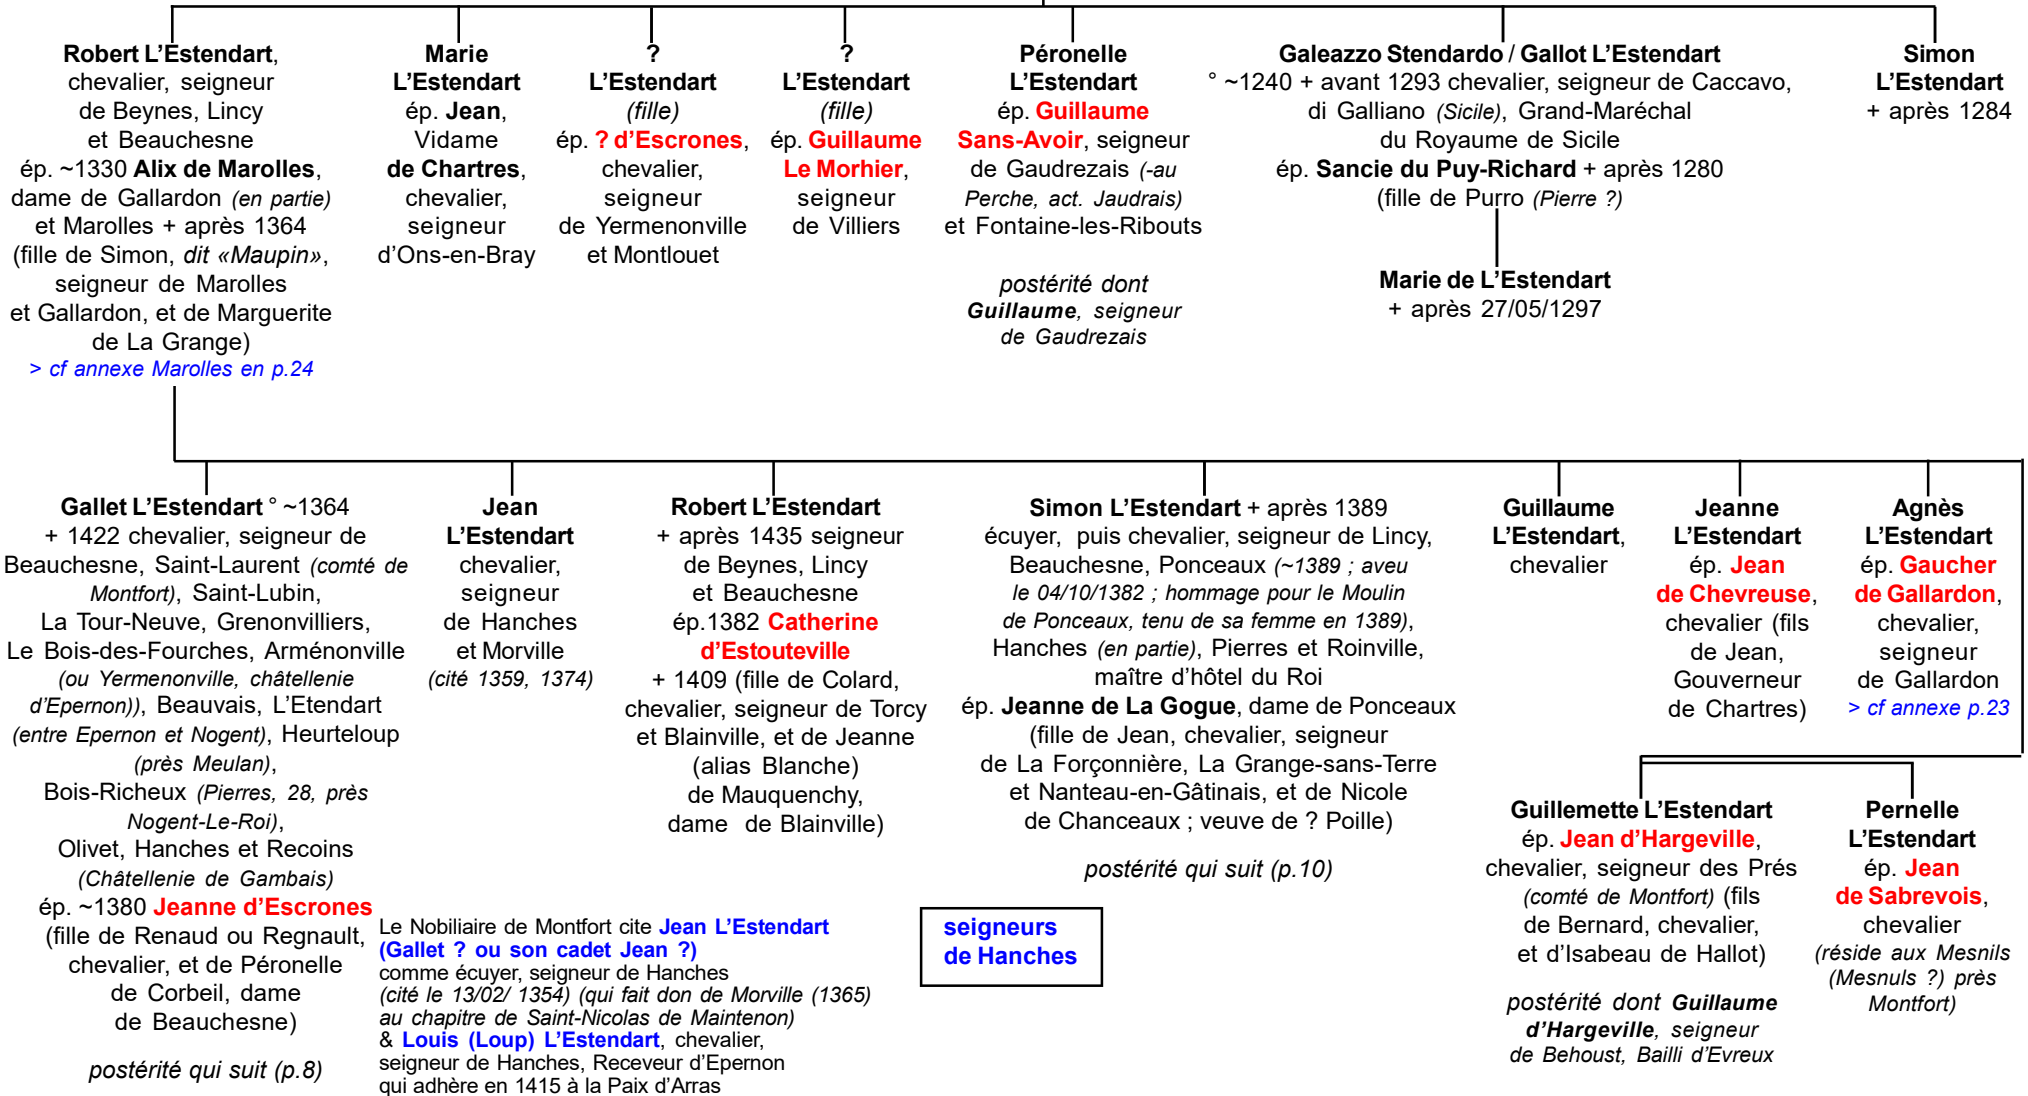 Robert L’Estendart,
chevalier, seigneur
de Beynes, Lincy
et Beauchesne
ép. ~1330 Alix de Marolles,
dame de Gallardon (en partie)
et Marolles + après 1364
(fille de Simon, dit «Maupin»,
seigneur de Marolles
et Gallardon, et de Marguerite
de La Grange)
> cf annexe Marolles en p.24
Marie
L’Estendart
ép. Jean,
Vidame
de Chartres,
chevalier,
seigneur
d’Ons-en-Bray
?
L’Estendart
(fille)
ép. ? d’Escrones,
chevalier,
seigneur
de Yermenonville
et Montlouet
?
L’Estendart
(fille)
ép. Guillaume
Le Morhier,
seigneur
de Villiers
Péronelle
L’Estendart
ép. Guillaume
Sans-Avoir, seigneur
de Gaudrezais (-au
Perche, act. Jaudrais)
et Fontaine-les-Ribouts
postérité dont
Guillaume, seigneur
de Gaudrezais
Galeazzo Stendardo / Gallot L’Estendart
° ~1240 + avant 1293 chevalier, seigneur de Caccavo,
di Galliano (Sicile), Grand-Maréchal
du Royaume de Sicile
ép. Sancie du Puy-Richard + après 1280
(fille de Purro (Pierre ?)
Marie de L’Estendart
+ après 27/05/1297
Simon
L’Estendart
+ après 1284
Gallet L’Estendart ° ~1364
+ 1422 chevalier, seigneur de
Beauchesne, Saint-Laurent (comté de
Montfort), Saint-Lubin,
La Tour-Neuve, Grenonvilliers,
Le Bois-des-Fourches, Arménonville
(ou Yermenonville, châtellenie
d’Epernon)), Beauvais, L’Etendart
(entre Epernon et Nogent), Heurteloup
(près Meulan),
Bois-Richeux (Pierres, 28, près
Nogent-Le-Roi),
Olivet, Hanches et Recoins
(Châtellenie de Gambais)
ép. ~1380 Jeanne d’Escrones
(fille de Renaud ou Regnault,
chevalier, et de Péronelle
de Corbeil, dame
de Beauchesne)
postérité qui suit (p.8)
Jean
L’Estendart
chevalier,
seigneur
de Hanches
et Morville
(cité 1359, 1374)
Robert L’Estendart
+ après 1435 seigneur
de Beynes, Lincy
et Beauchesne
ép.1382 Catherine
d’Estouteville
+ 1409 (fille de Colard,
chevalier, seigneur de Torcy
et Blainville, et de Jeanne
(alias Blanche)
de Mauquenchy,
dame de Blainville)
Le Nobiliaire de Montfort cite Jean L’Estendart
(Gallet ? ou son cadet Jean ?)
comme écuyer, seigneur de Hanches
(cité le 13/02/ 1354) (qui fait don de Morville (1365)
au chapitre de Saint-Nicolas de Maintenon)
& Louis (Loup) L’Estendart, chevalier,
seigneur de Hanches, Receveur d’Epernon
qui adhère en 1415 à la Paix d’Arras
Simon L’Estendart + après 1389
écuyer, puis chevalier, seigneur de Lincy,
Beauchesne, Ponceaux (~1389 ; aveu
le 04/10/1382 ; hommage pour le Moulin
de Ponceaux, tenu de sa femme en 1389),
Hanches (en partie), Pierres et Roinville,
maître d’hôtel du Roi
ép. Jeanne de La Gogue, dame de Ponceaux
(fille de Jean, chevalier, seigneur
de La Forçonnière, La Grange-sans-Terre
et Nanteau-en-Gâtinais, et de Nicole
de Chanceaux ; veuve de ? Poille)
postérité qui suit (p.10)
seigneurs
de Hanches
Guillaume
L’Estendart,
chevalier
Jeanne
L’Estendart
ép. Jean
de Chevreuse,
chevalier (fils
de Jean,
Gouverneur
de Chartres)
Agnès
L’Estendart
ép. Gaucher
de Gallardon,
chevalier,
seigneur
de Gallardon
> cf annexe p.23
Guillemette L’Estendart
ép. Jean d’Hargeville,
chevalier, seigneur des Prés
(comté de Montfort) (fils
de Bernard, chevalier,
et d’Isabeau de Hallot)
postérité dont Guillaume
d’Hargeville, seigneur
de Behoust, Bailli d’Evreux
Pernelle
L’Estendart
ép. Jean
de Sabrevois,
chevalier
(réside aux Mesnils
(Mesnuls ?) près
Montfort)